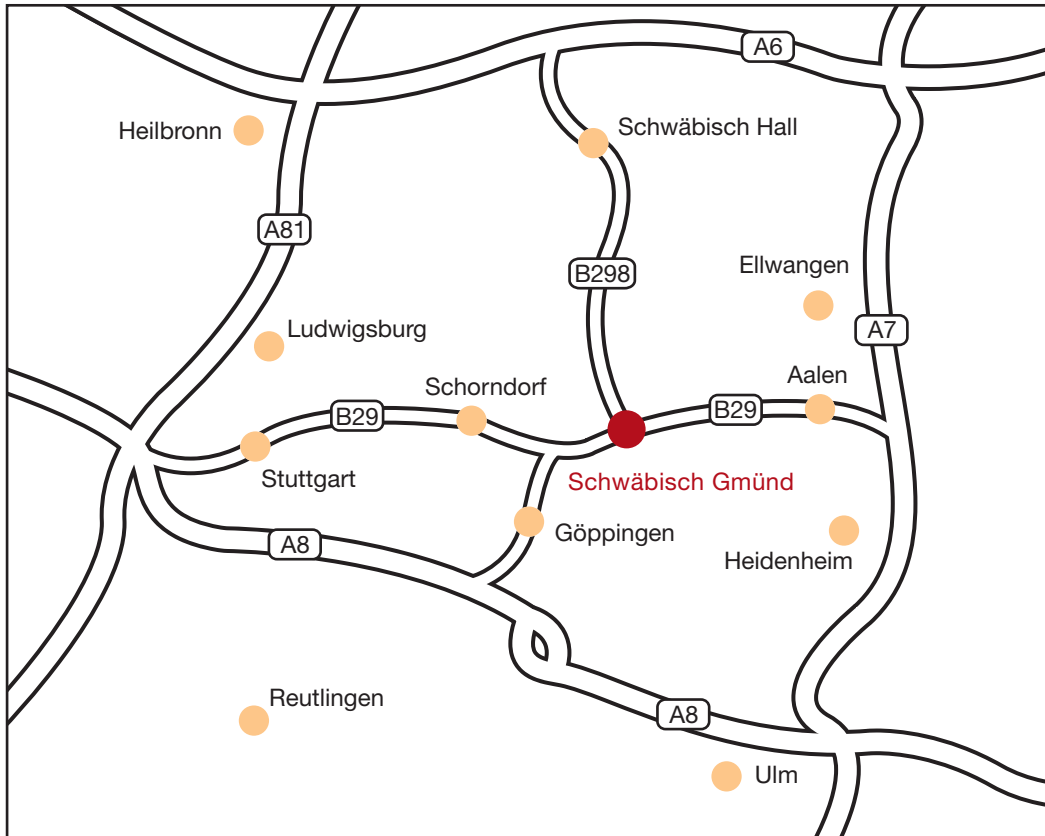 A6
Heilbronn
Schwäbisch Hall
A81
Ellwangen
B298
Ludwigsburg
A7
Schorndorf
Aalen
B29
B29
Stuttgart
Schwäbisch Gmünd
Göppingen
A8
Heidenheim
Reutlingen
A8
Ulm